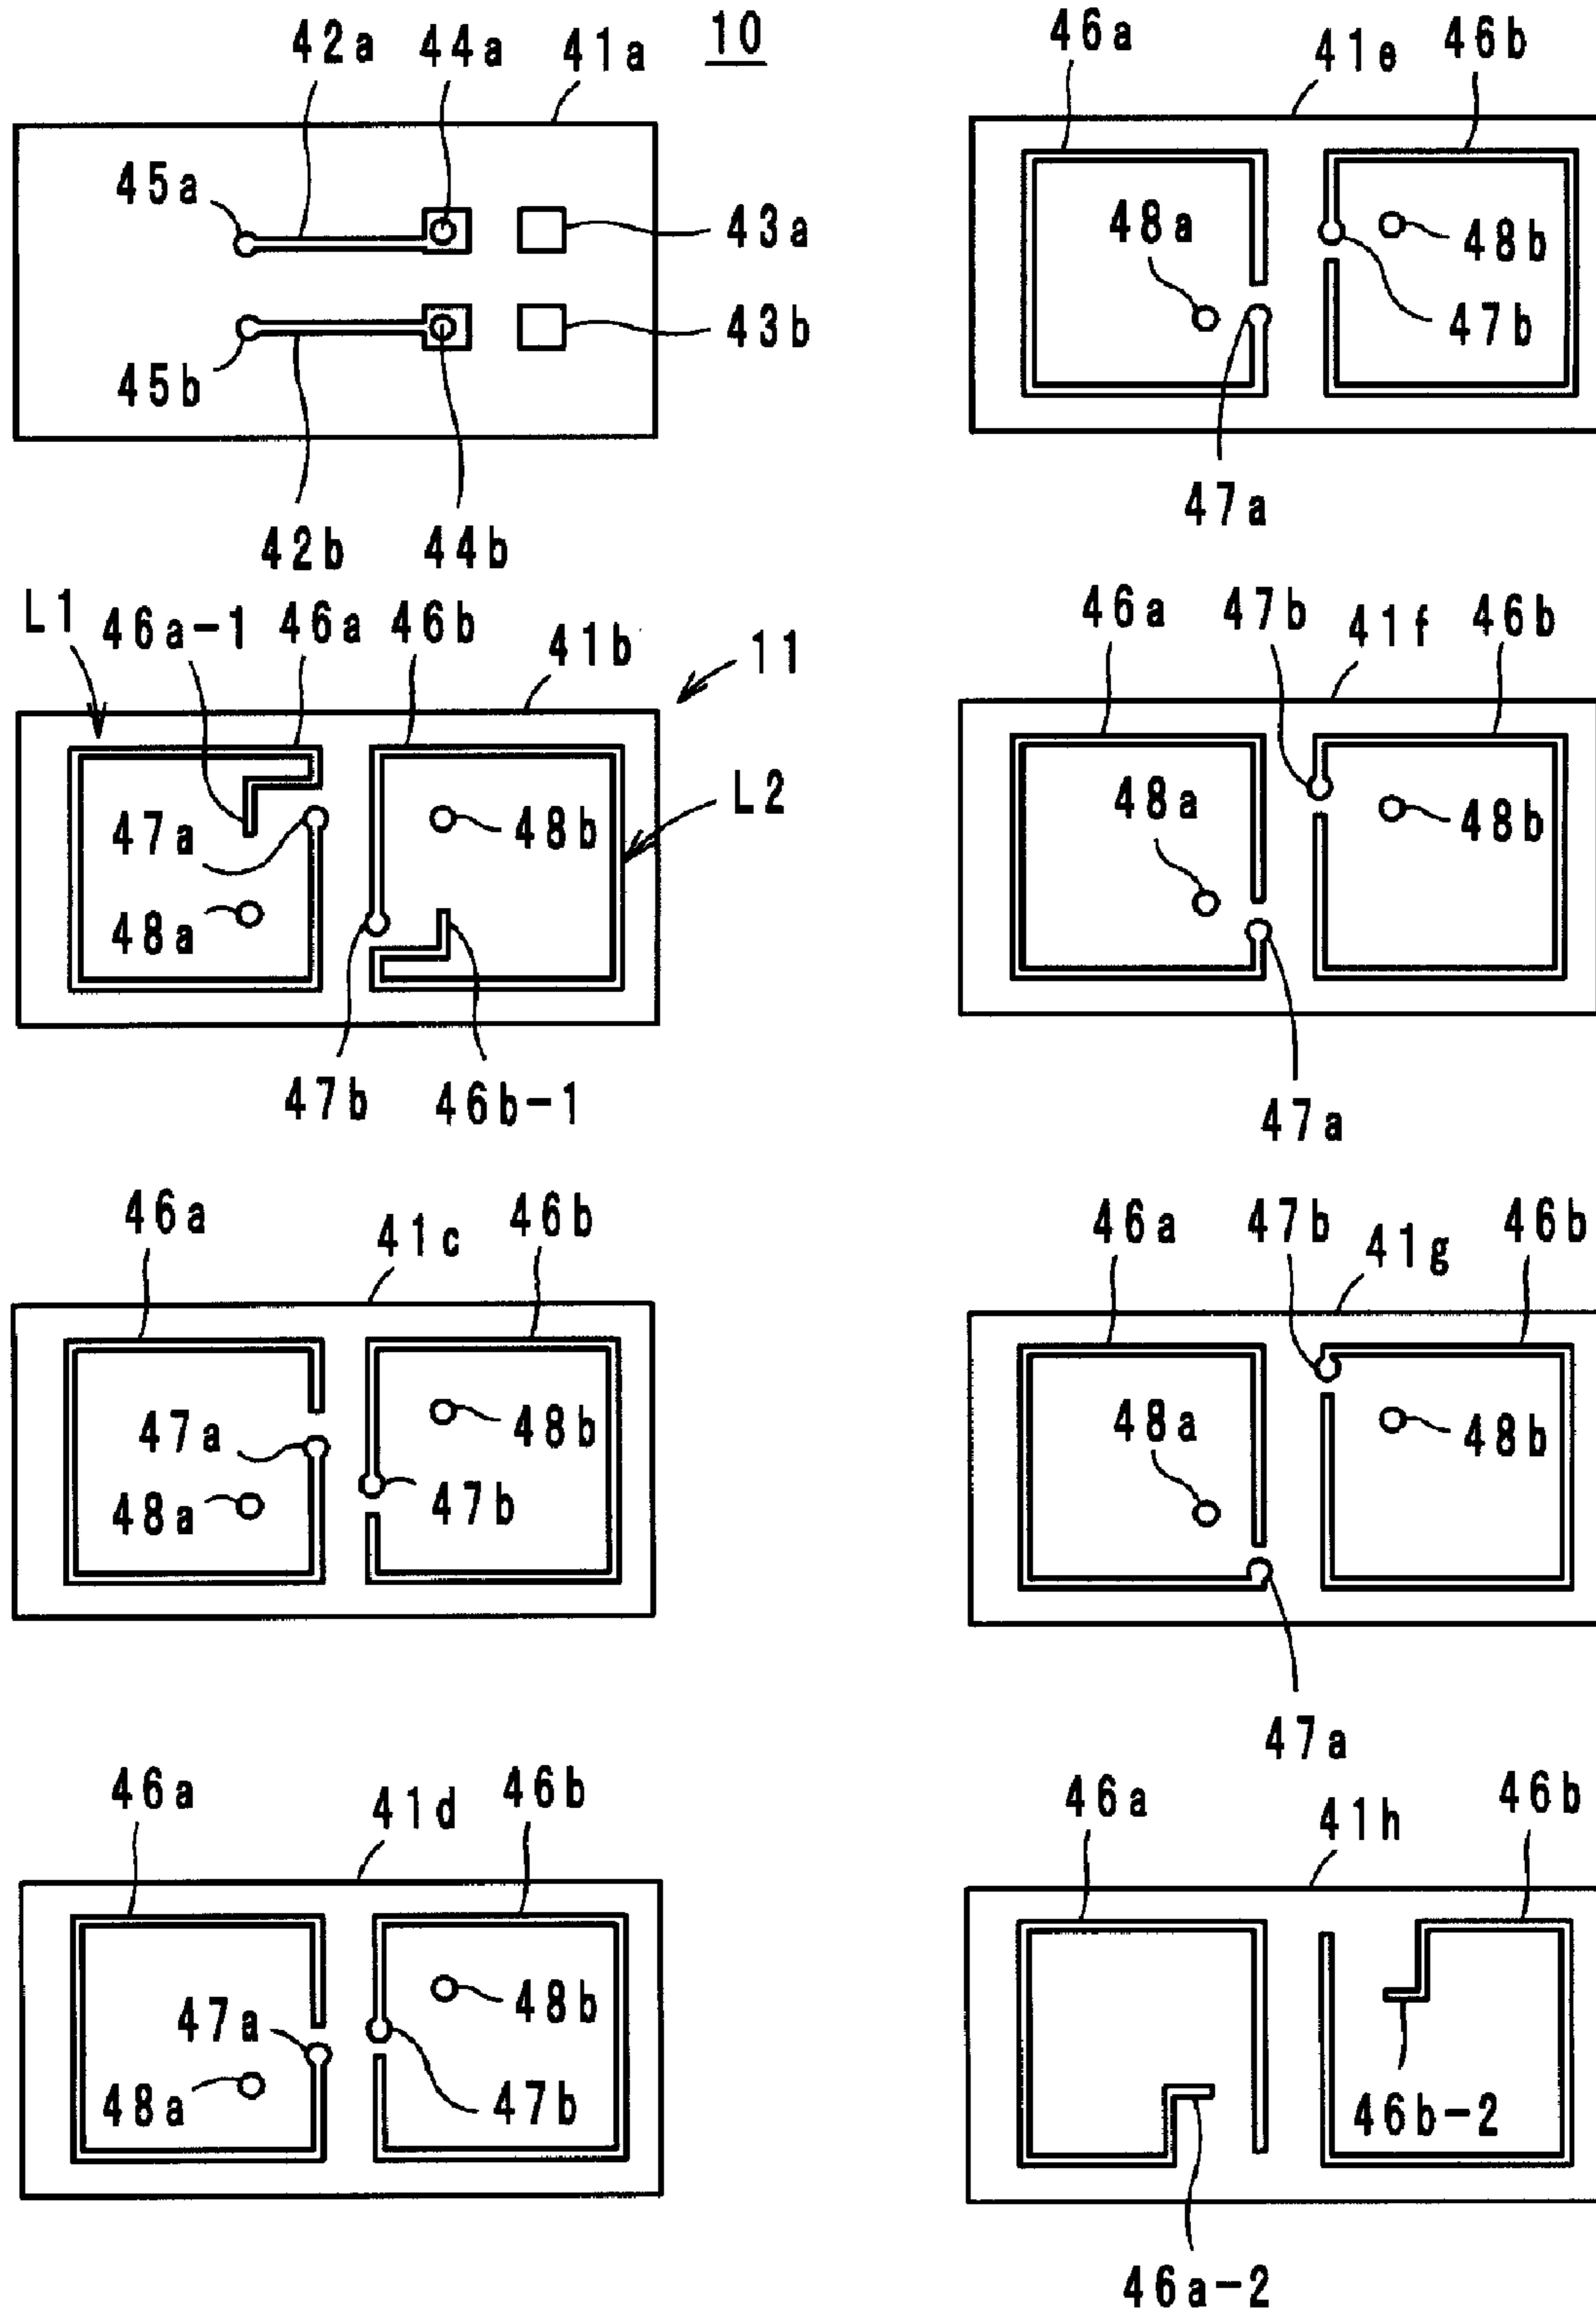 10
42a 44a 41a
45a
43a
43b
45b
42b 44b
L1 46a-1 46a 46b 41b 11
L2
47a 48b
48a
47b 46b-1
46a 41c 46b
47a 48b
48a 47b
46a 41d 46b
47a 48b
48a 47b
46a 41e 46b
48a 48b
47b
47a
46a 47b 41f 46b
48a 48b
47a
46a 47b 41g 46b
48a 48b
47a
46a 41h 46b
46b-2
46a-2